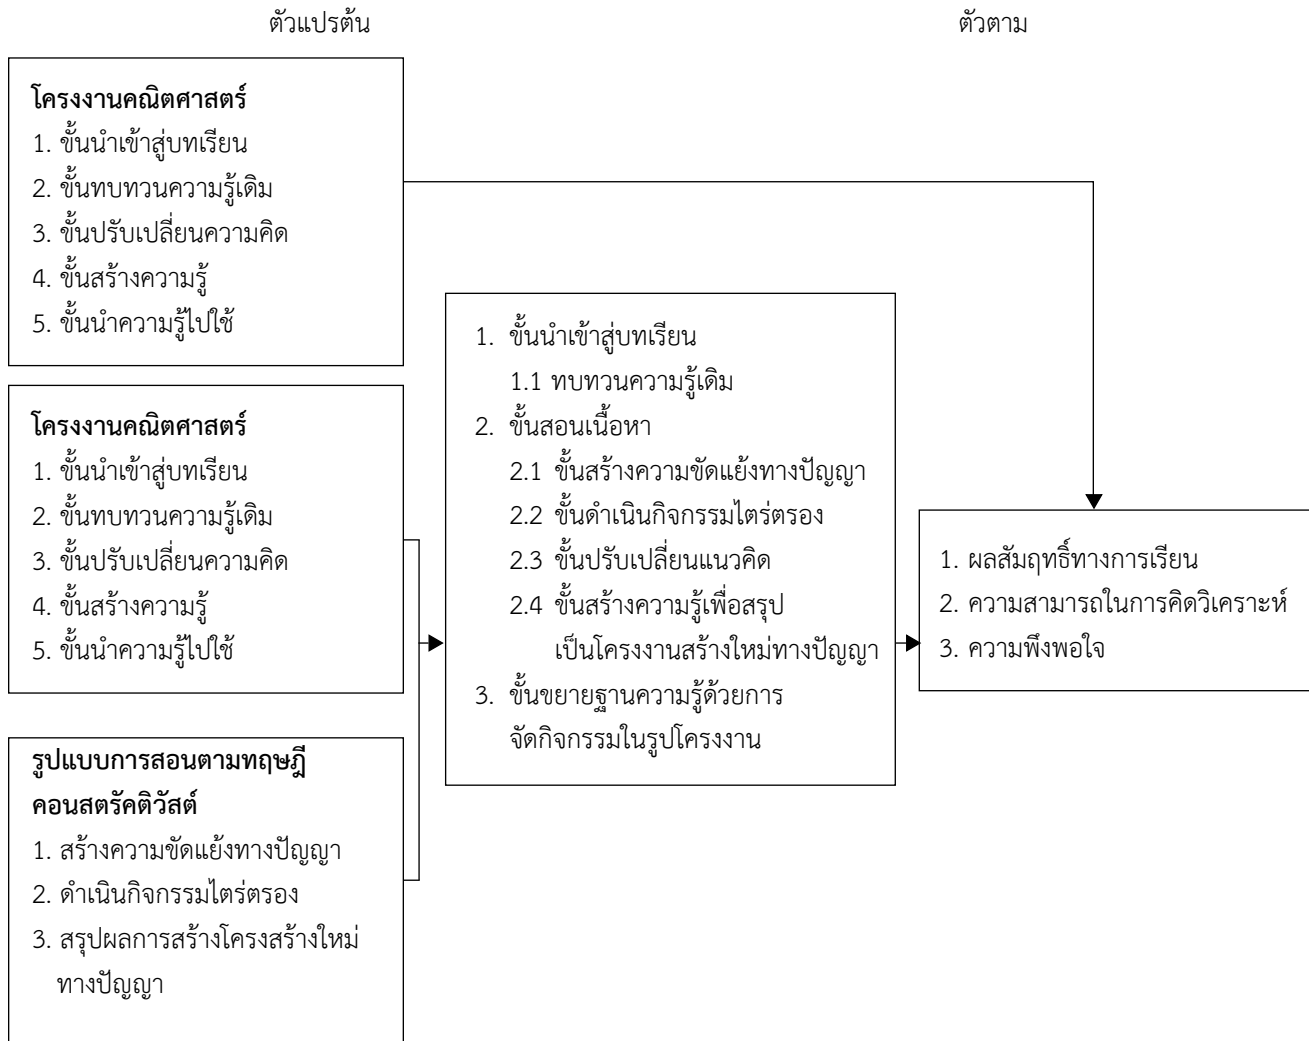 ตัวแปรต้น
ตัวตาม
โครงงานคณิตศาสตร์
1. ขั้นนำเข้าสู่บทเรียน
2. ขั้นทบทวนความรู้เดิม
3. ขั้นปรับเปลี่ยนความคิด
4. ขั้นสร้างความรู้
5. ขั้นนำความรู้ไปใช้
โครงงานคณิตศาสตร์
1. ขั้นนำเข้าสู่บทเรียน
2. ขั้นทบทวนความรู้เดิม
3. ขั้นปรับเปลี่ยนความคิด
4. ขั้นสร้างความรู้
5. ขั้นนำความรู้ไปใช้
รูปแบบการสอนตามทฤษฎี
คอนสตรัคติวัสต์
1. สร้างความขัดแย้งทางปัญญา
2. ดำเนินกิจกรรมไตร่ตรอง
3. สรุปผลการสร้างโครงสร้างใหม่
ทางปัญญา
1. ขั้นนำเข้าสู่บทเรียน
1.1 ทบทวนความรู้เดิม
2. ขั้นสอนเนื้อหา
2.1 ขั้นสร้างความขัดแย้งทางปัญญา
2.2 ขั้นดำเนินกิจกรรมไตร่ตรอง
2.3 ขั้นปรับเปลี่ยนแนวคิด
2.4 ขั้นสร้างความรู้เพื่อสรุป
เป็นโครงงานสร้างใหม่ทางปัญญา
3. ขั้นขยายฐานความรู้ด้วยการ
จัดกิจกรรมในรูปโครงงาน
1. ผลสัมฤทธิ์ทางการเรียน
2. ความสามารถในการคิดวิเคราะห์
3. ความพึงพอใจ